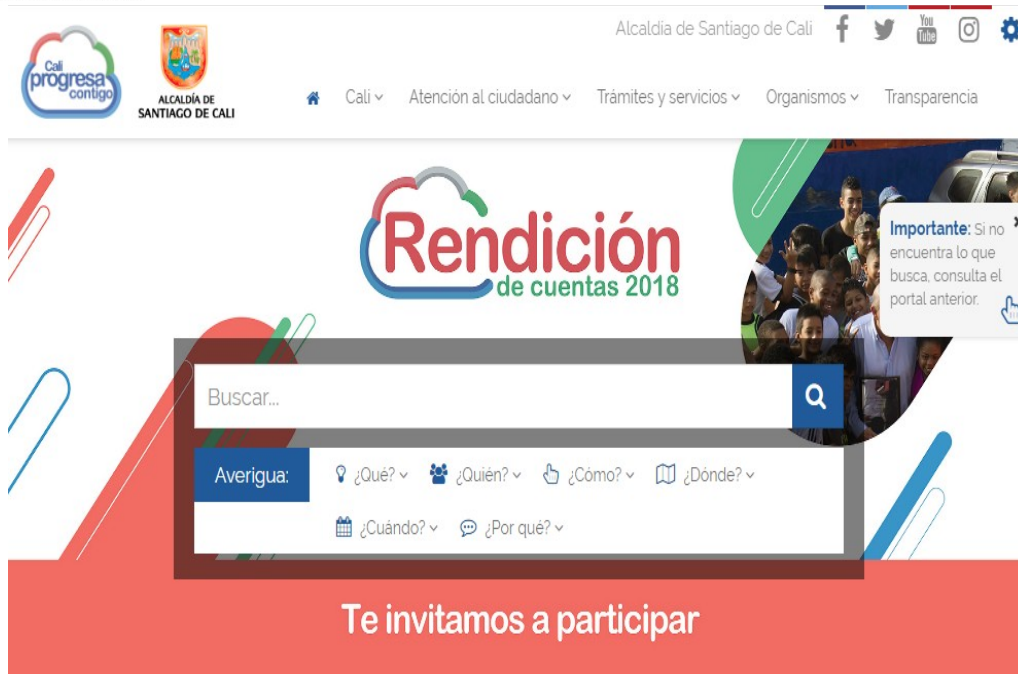 Cali
progresa
contigo
ALCALDÍA DE
SANTIAGO DE CALI
Alcaldía de Santiago de Cali
You
Tube
Cali
Atención al ciudadano
Trámites y servicios
Organismos
Transparencia
Rendición
de cuentas 2018
Importante: Si no
encuentra lo que
busca, consulta el
portal anterior.
Buscar...
Averigua:
¿Qué?
¿Quién?
¿Cómo?
¿Dónde?
¿Cuándo?
¿Por qué?
Te invitamos a participar